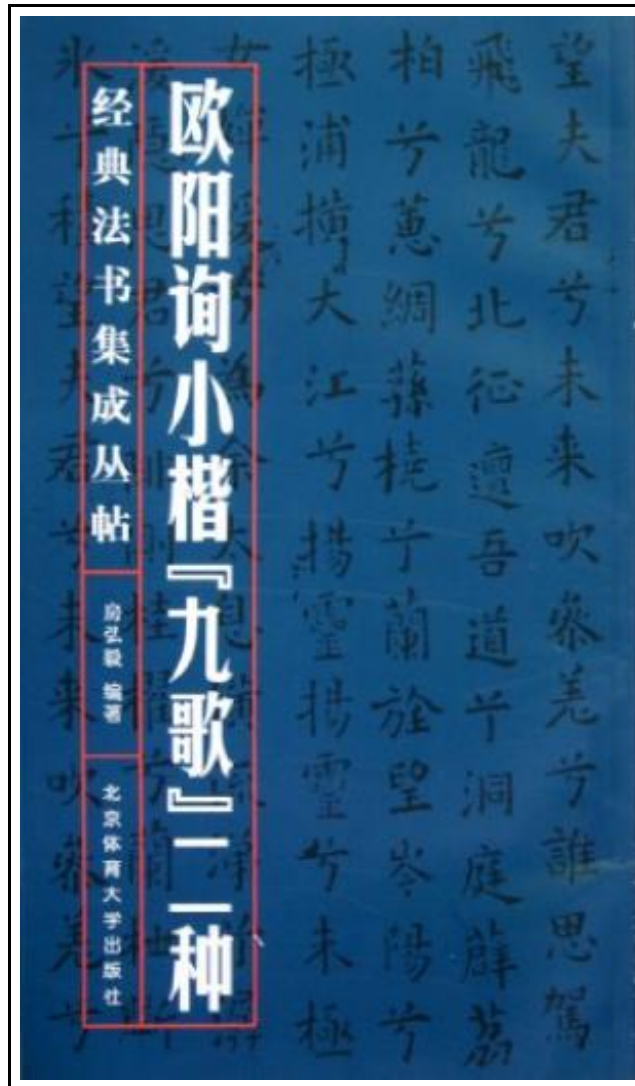 欧阳询小楷『九歌』二种
经典法书集成丛帖
房弘毅 编著
北京体育大学出版社
望夫君兮未来吹叅差兮誰思駕
飛龍兮北征邅吾道兮洞庭薜荔
柏兮蕙綢蓀橈兮蘭旌望岑陽兮
極浦横大江兮揚靈揚靈兮未極